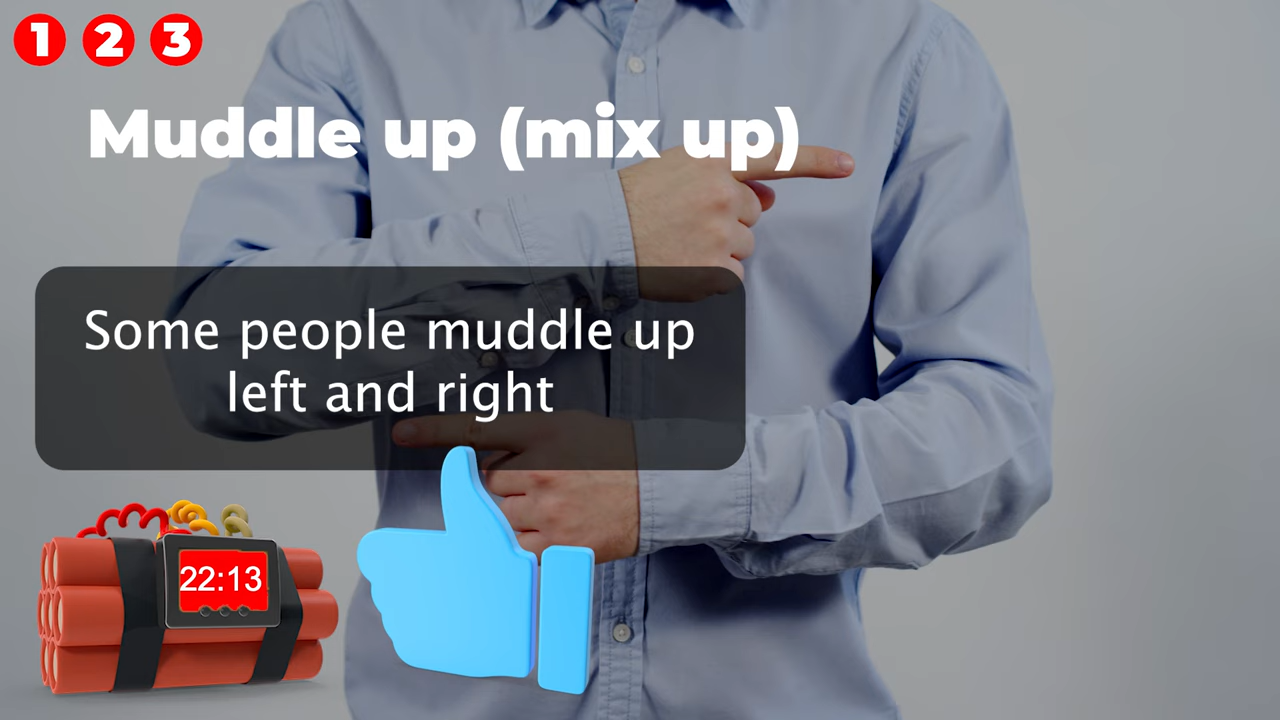 1 2 3
Muddle up (mix up)
Some people muddle up
left and right
22:13